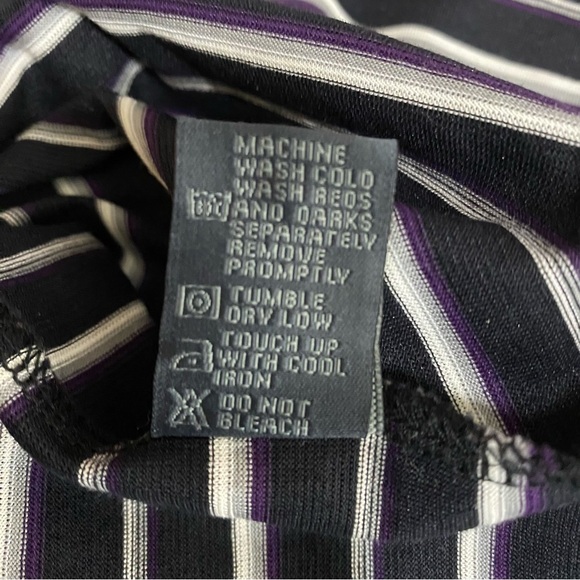 MACHINE
WASH COLD
WASH REDS
AND DARKS
SEPARATELY
REMOVE
PROMPTLY
TUMBLE
DRY LOW
TOUCH UP
WITH COOL
IRON
DO NOT
BLEACH